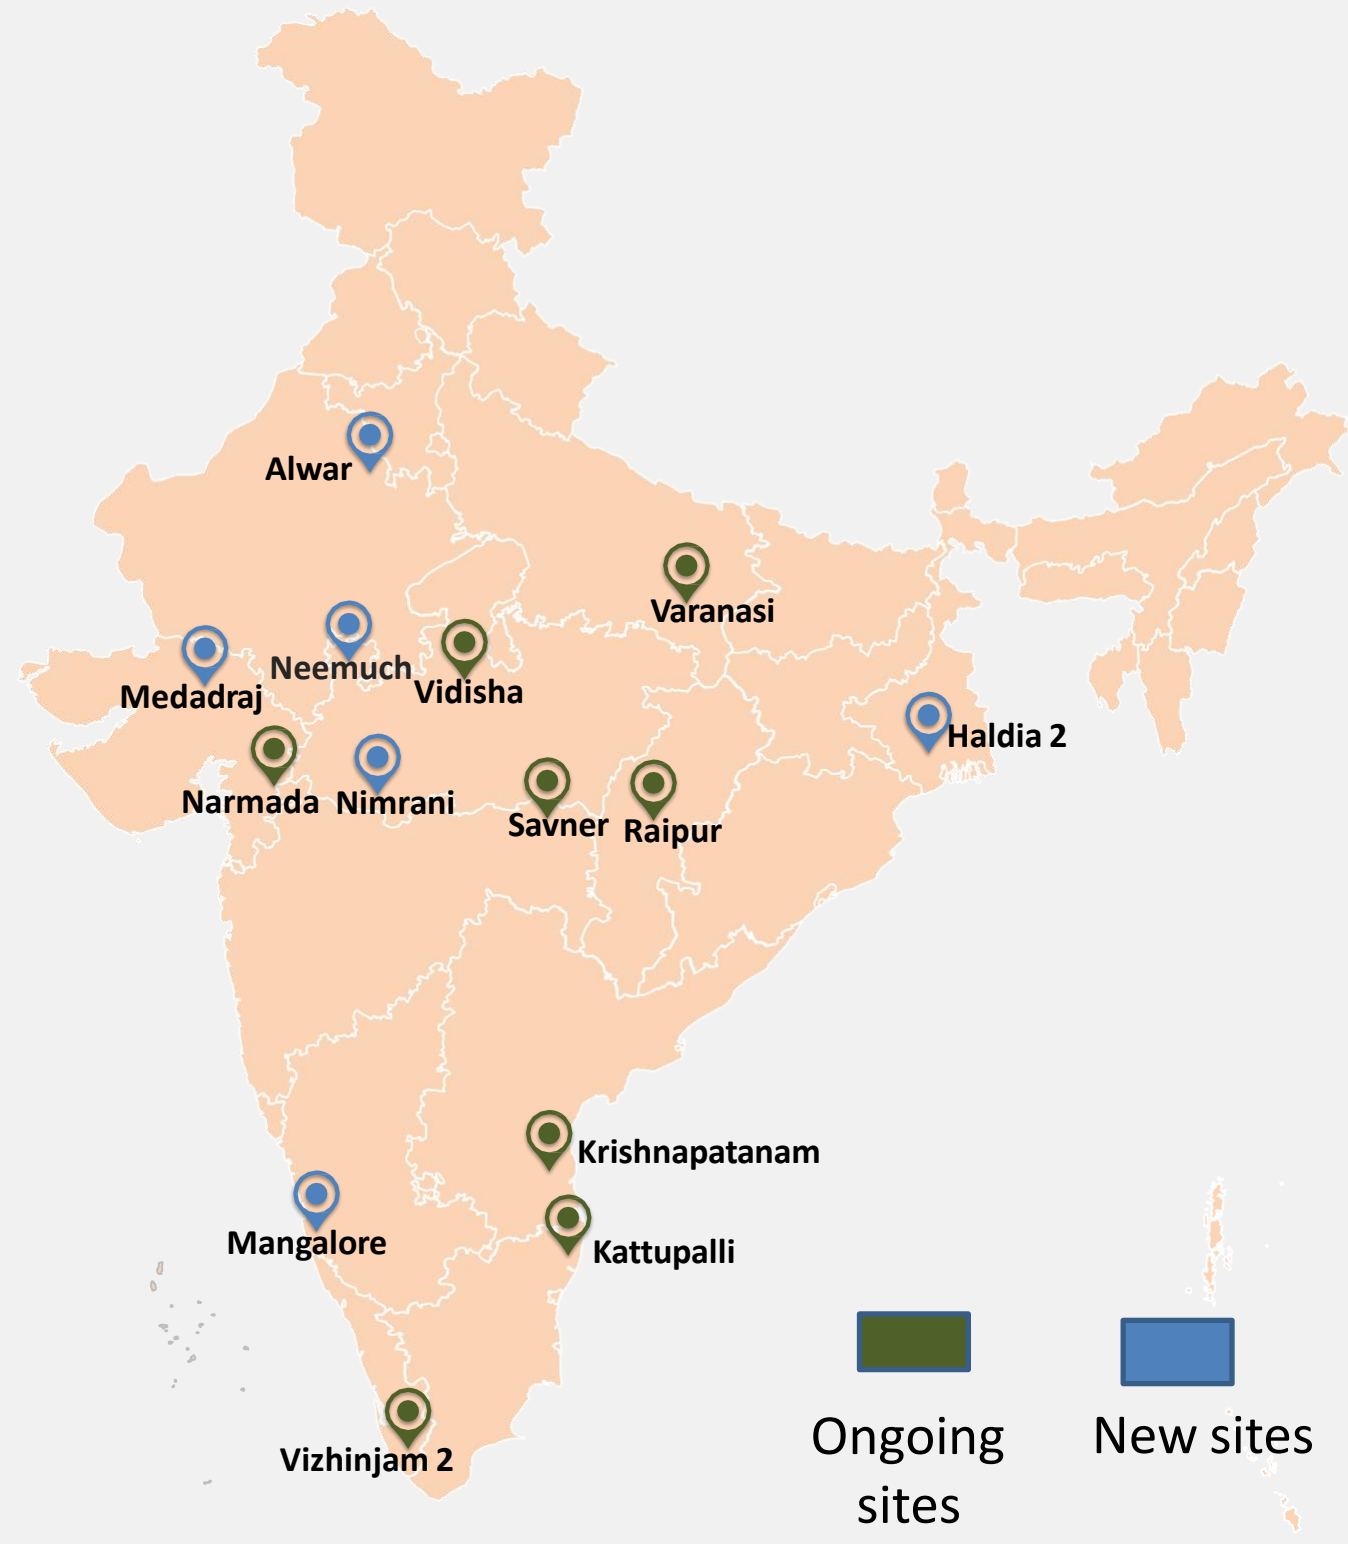 Alwar
Varanasi
Neemuch
Medadraj
Vidisha
Haldia 2
Narmada
Nimrani
Savner
Raipur
Krishnapatanam
Mangalore
Kattupalli
Vizhinjam 2
Ongoing
sites
New sites